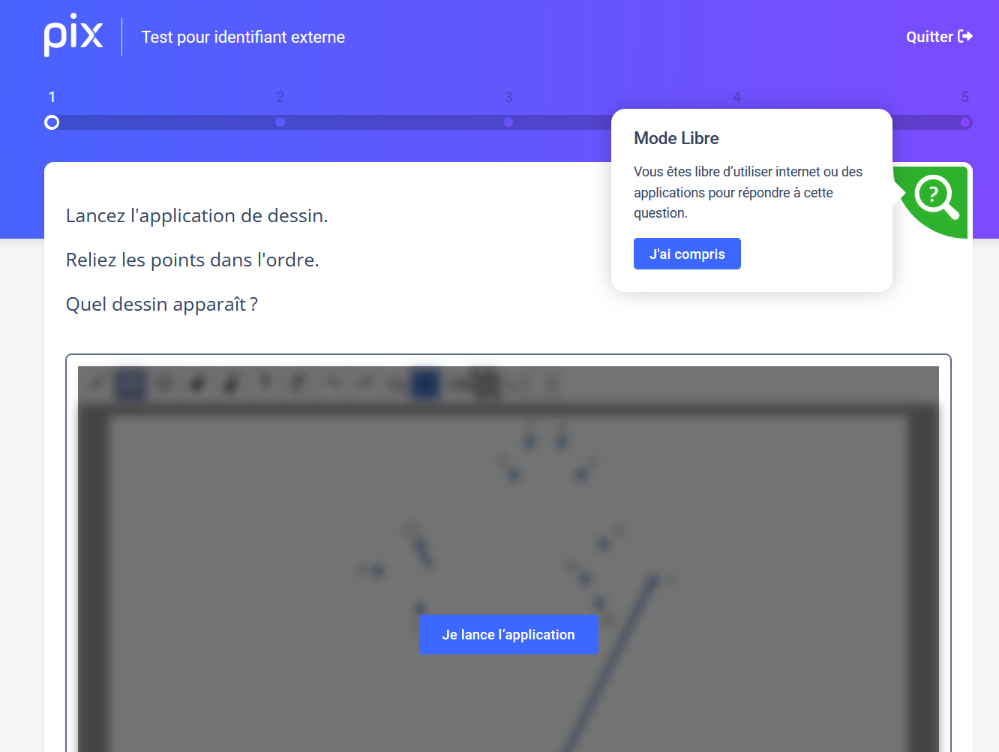 pix
Test pour identifiant externe
Quitter
1 2 3 4 5
Mode Libre
Vous êtes libre d’utiliser internet ou des
applications pour répondre à cette
question.
J'ai compris
?
Lancez l'application de dessin.
Reliez les points dans l'ordre.
Quel dessin apparaît ?
Je lance l’application